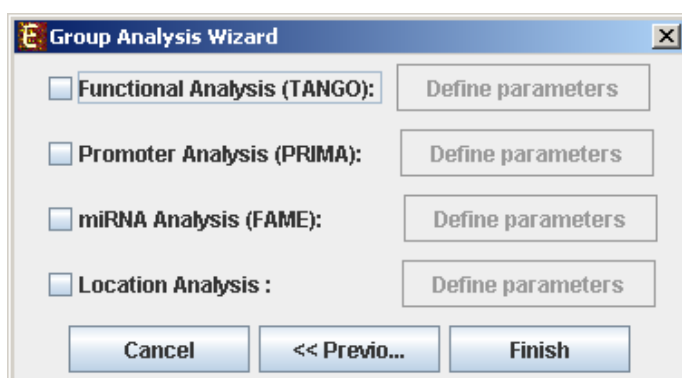 Group Analysis Wizard
Functional Analysis (TANGO): Define parameters
Promoter Analysis (PRIMA): Define parameters
miRNA Analysis (FAME): Define parameters
Location Analysis : Define parameters
Cancel << Previo... Finish